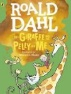 ROALD
DAHL
The GIRAFFE and the
PELLY and ME